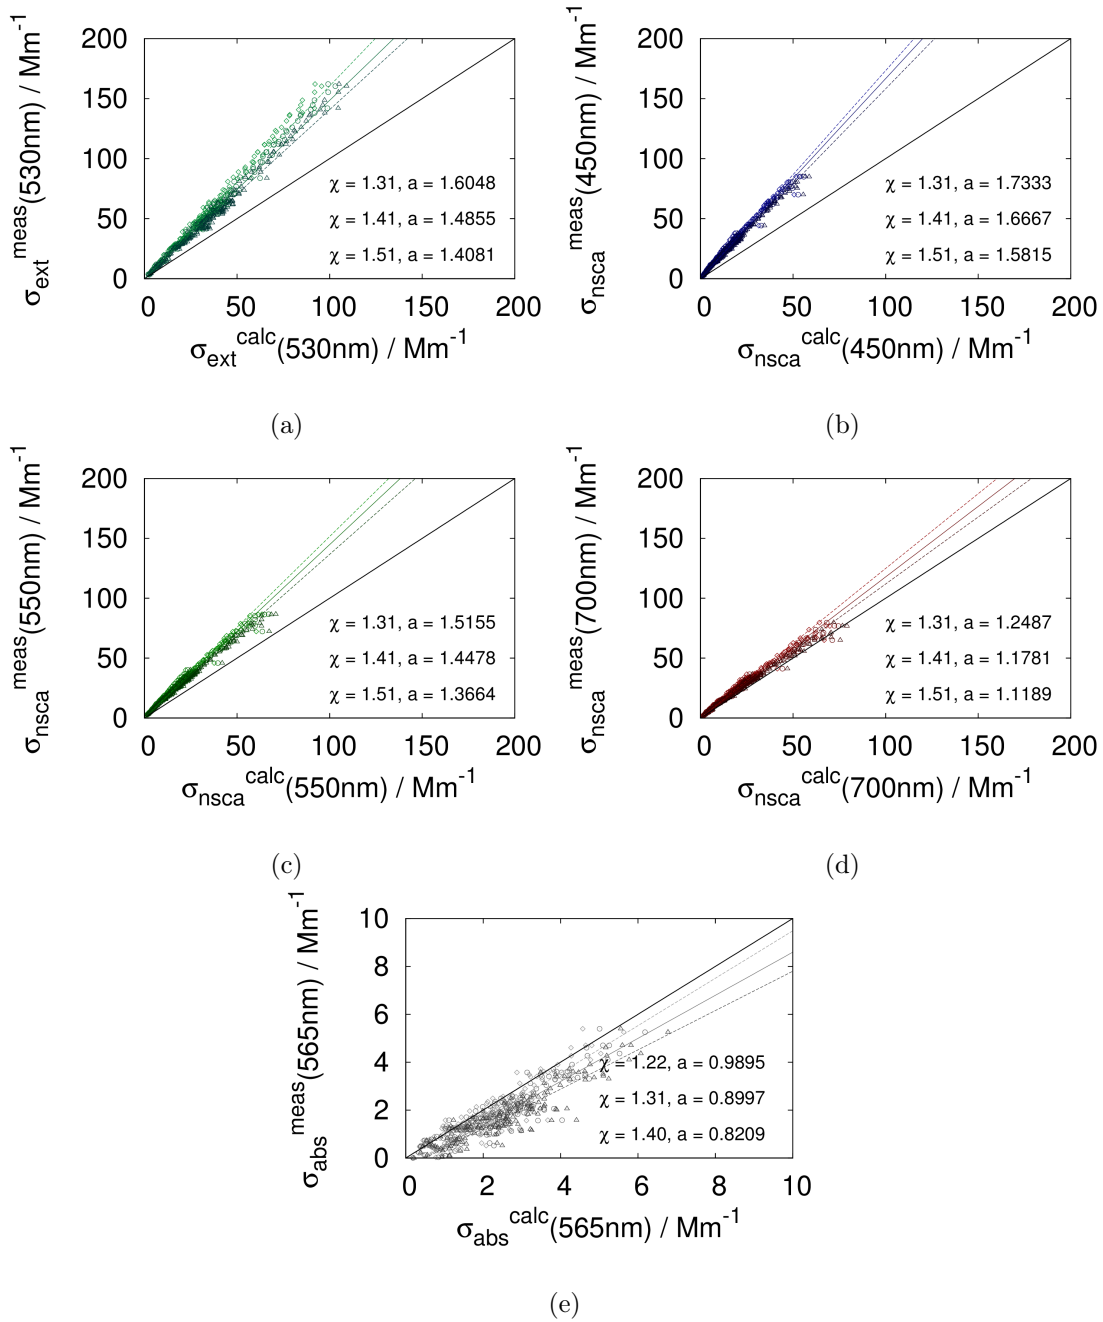 σext meas(530nm) / Mm-1
200
150
100
50
0
χ = 1.31, a = 1.6048
χ = 1.41, a = 1.4855
χ = 1.51, a = 1.4081
0 50 100 150 200
σext calc(530nm) / Mm-1
(a)
σnsca meas(450nm) / Mm-1
200
150
100
50
0
χ = 1.31, a = 1.7333
χ = 1.41, a = 1.6667
χ = 1.51, a = 1.5815
0 50 100 150 200
σnsca calc(450nm) / Mm-1
(b)
σnsca meas(550nm) / Mm-1
200
150
100
50
0
χ = 1.31, a = 1.5155
χ = 1.41, a = 1.4478
χ = 1.51, a = 1.3664
0 50 100 150 200
σnsca calc(550nm) / Mm-1
(c)
σnsca meas(700nm) / Mm-1
200
150
100
50
0
χ = 1.31, a = 1.2487
χ = 1.41, a = 1.1781
χ = 1.51, a = 1.1189
0 50 100 150 200
σnsca calc(700nm) / Mm-1
(d)
σabs meas(565nm) / Mm-1
10
8
6
4
2
0
χ = 1.22, a = 0.9895
χ = 1.31, a = 0.8997
χ = 1.40, a = 0.8209
0 2 4 6 8 10
σabs calc(565nm) / Mm-1
(e)